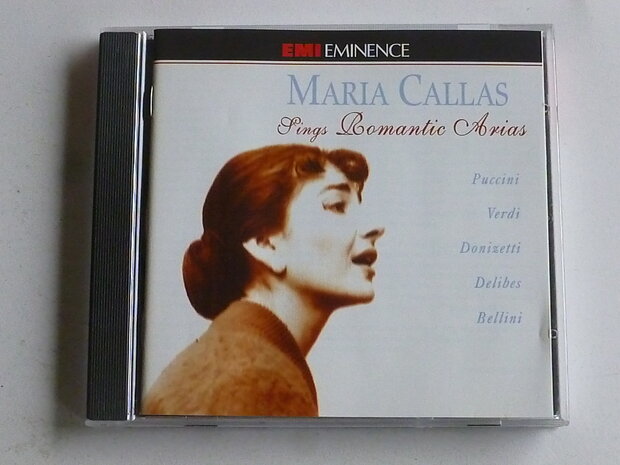 EMI EMINENCE
MARIA CALLAS
Sings Romantic Arias
Puccini
Verdi
Donizetti
Delibes
Bellini